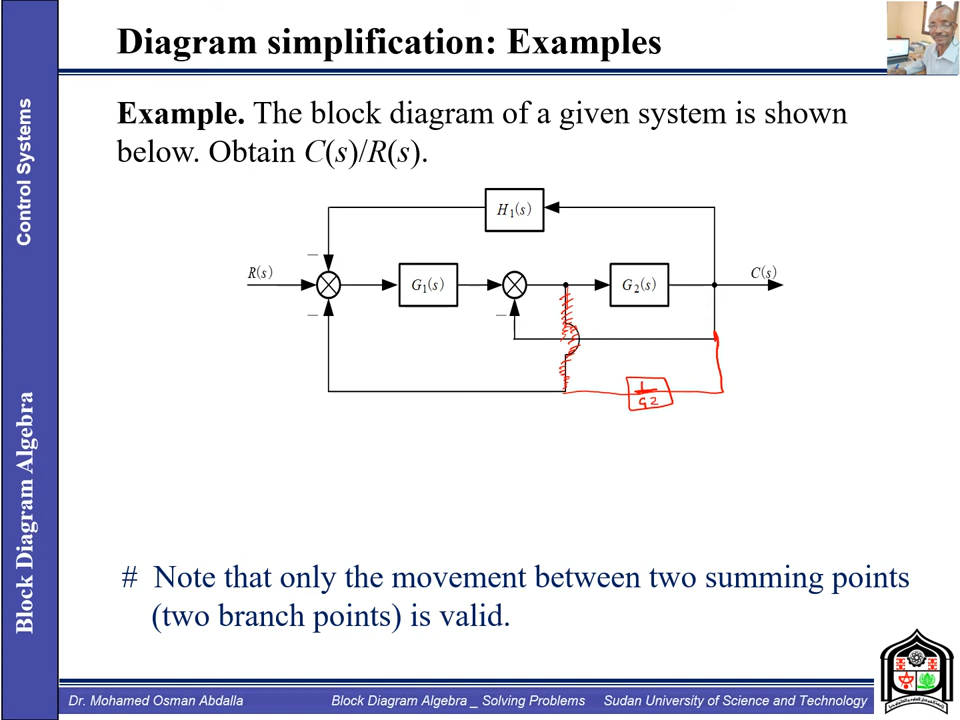 Diagram simplification: Examples
Control Systems
Block Diagram Algebra
Example. The block diagram of a given system is shown
below. Obtain C(s)/R(s).
H₁(s)
R(s)
G₁(s)
G₂(s)
C(s)
−
−
−
1
G2
# Note that only the movement between two summing points
(two branch points) is valid.
Dr. Mohamed Osman Abdalla
Block Diagram Algebra _ Solving Problems
Sudan University of Science and Technology